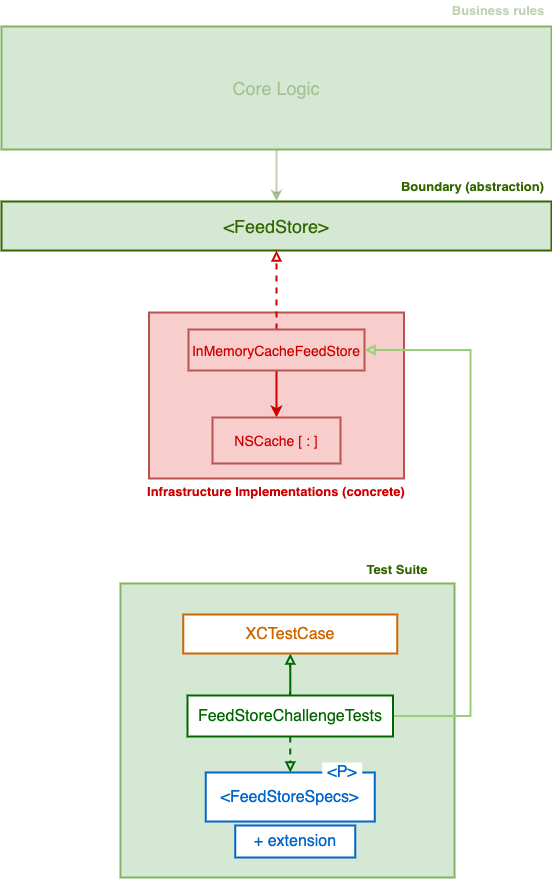 Business rules
Core Logic
Boundary (abstraction)
<FeedStore>
InMemoryCacheFeedStore
NSCache [ : ]
Infrastructure Implementations (concrete)
Test Suite
XCTestCase
FeedStoreChallengeTests
<P>
<FeedStoreSpecs>
+ extension